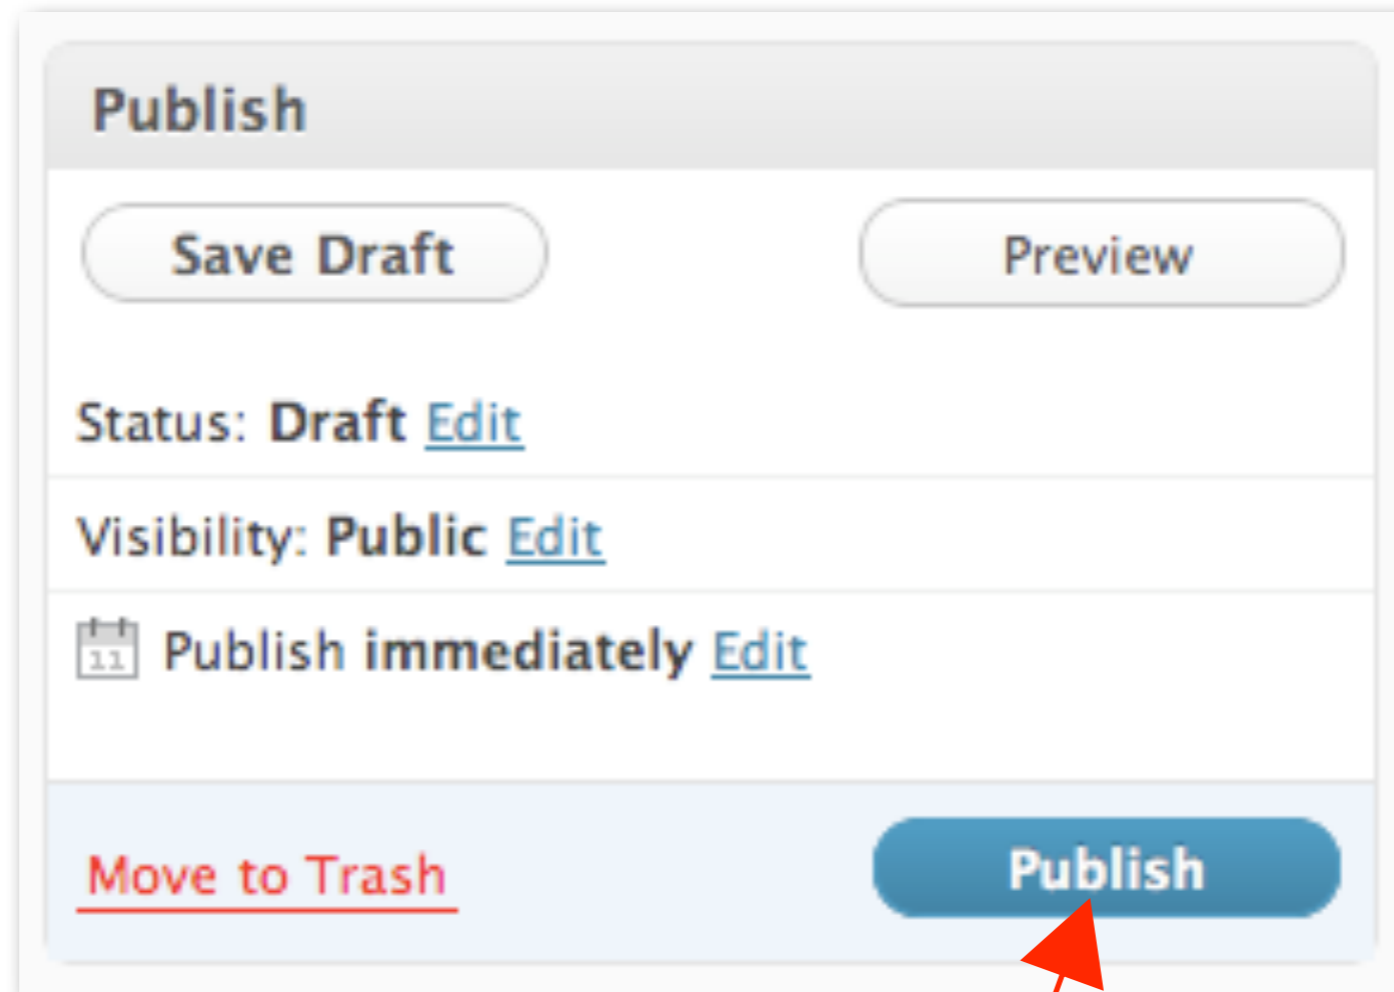 Publish
Save Draft Preview
Status: Draft Edit
Visibility: Public Edit
11 Publish immediately Edit
Move to Trash Publish